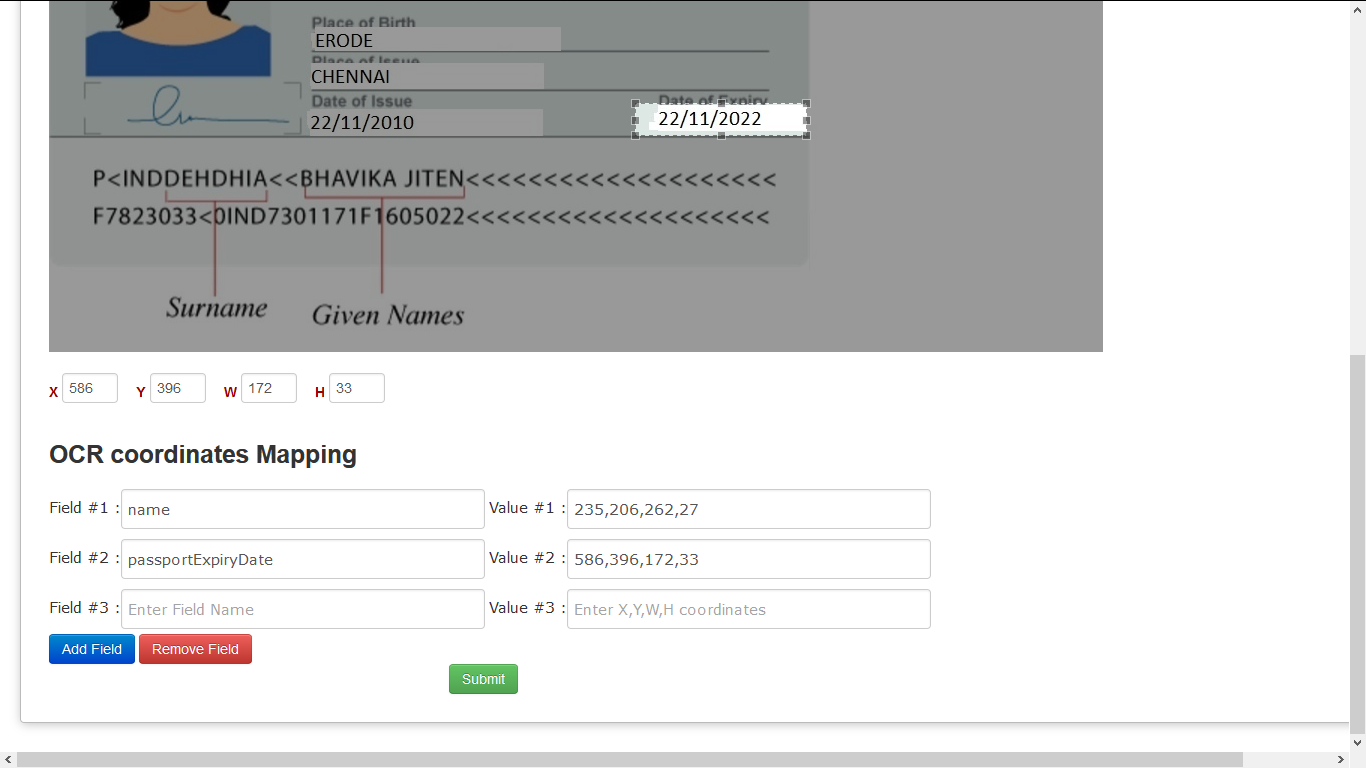 Place of Birth
ERODE
Place of Issue
CHENNAI
Date of Issue
Date of Expiry
22/11/2010
22/11/2022
P<INDDEHDHIA<<BHAVIKA JITEN<<<<<<<<<<<<<<<<<<<<
F7823033<0IND7301171F1605022<<<<<<<<<<<<<<<<<<<<
Surname
Given Names
X 586 Y 396 W 172 H 33
OCR coordinates Mapping
Field #1 : name Value #1 : 235,206,262,27
Field #2 : passportExpiryDate Value #2 : 586,396,172,33
Field #3 : Enter Field Name Value #3 : Enter X,Y,W,H coordinates
Add Field Remove Field
Submit